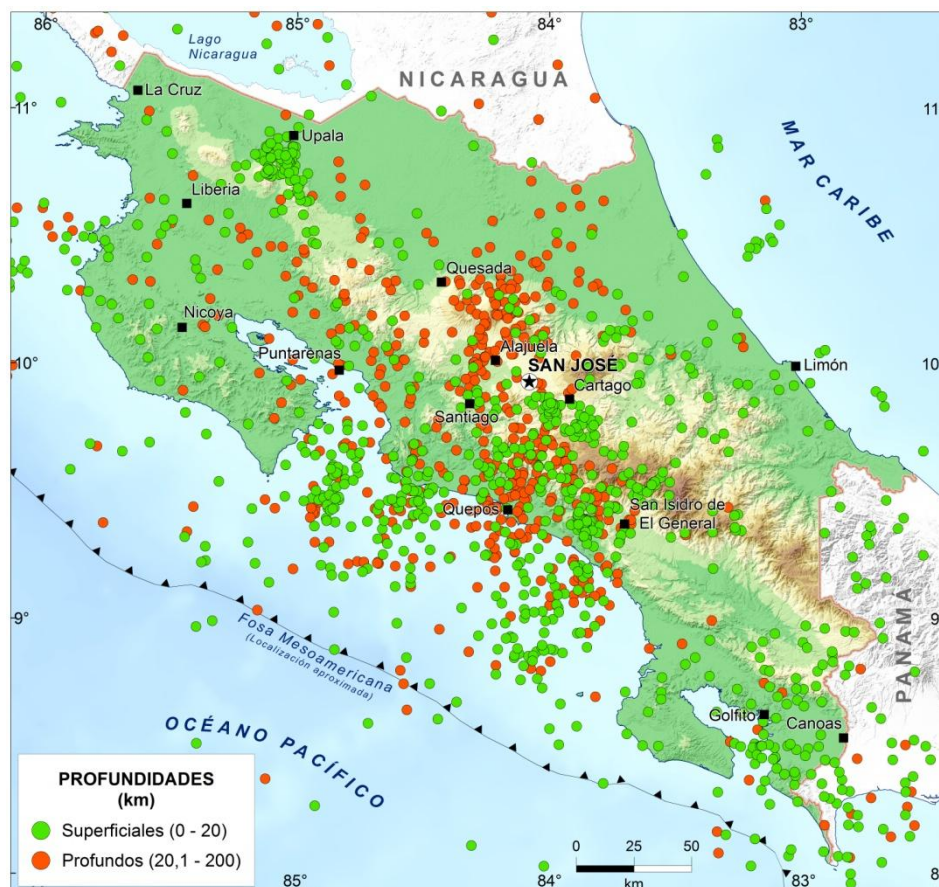 86°
85°
84°
83°
Lago
Nicaragua
NICARAGUA
La Cruz
11°
11°
Upala
MAR CARIBE
Liberia
Quesada
Nicoya
Puntarenas
Alajuela
SAN JOSÉ
10°
10°
Limón
Cartago
Santiago
Quepos
San Isidro de
El General
9°
9
Fosa Mesoamericana
(Localización aproximada)
PANAMÁ
Golfito
Canoas
OCÉANO PACÍFICO
PROFUNDIDADES
(km)
Superficiales (0 - 20)
Profundos (20,1 - 200)
0 25 50
km
85°
84°
83°
8